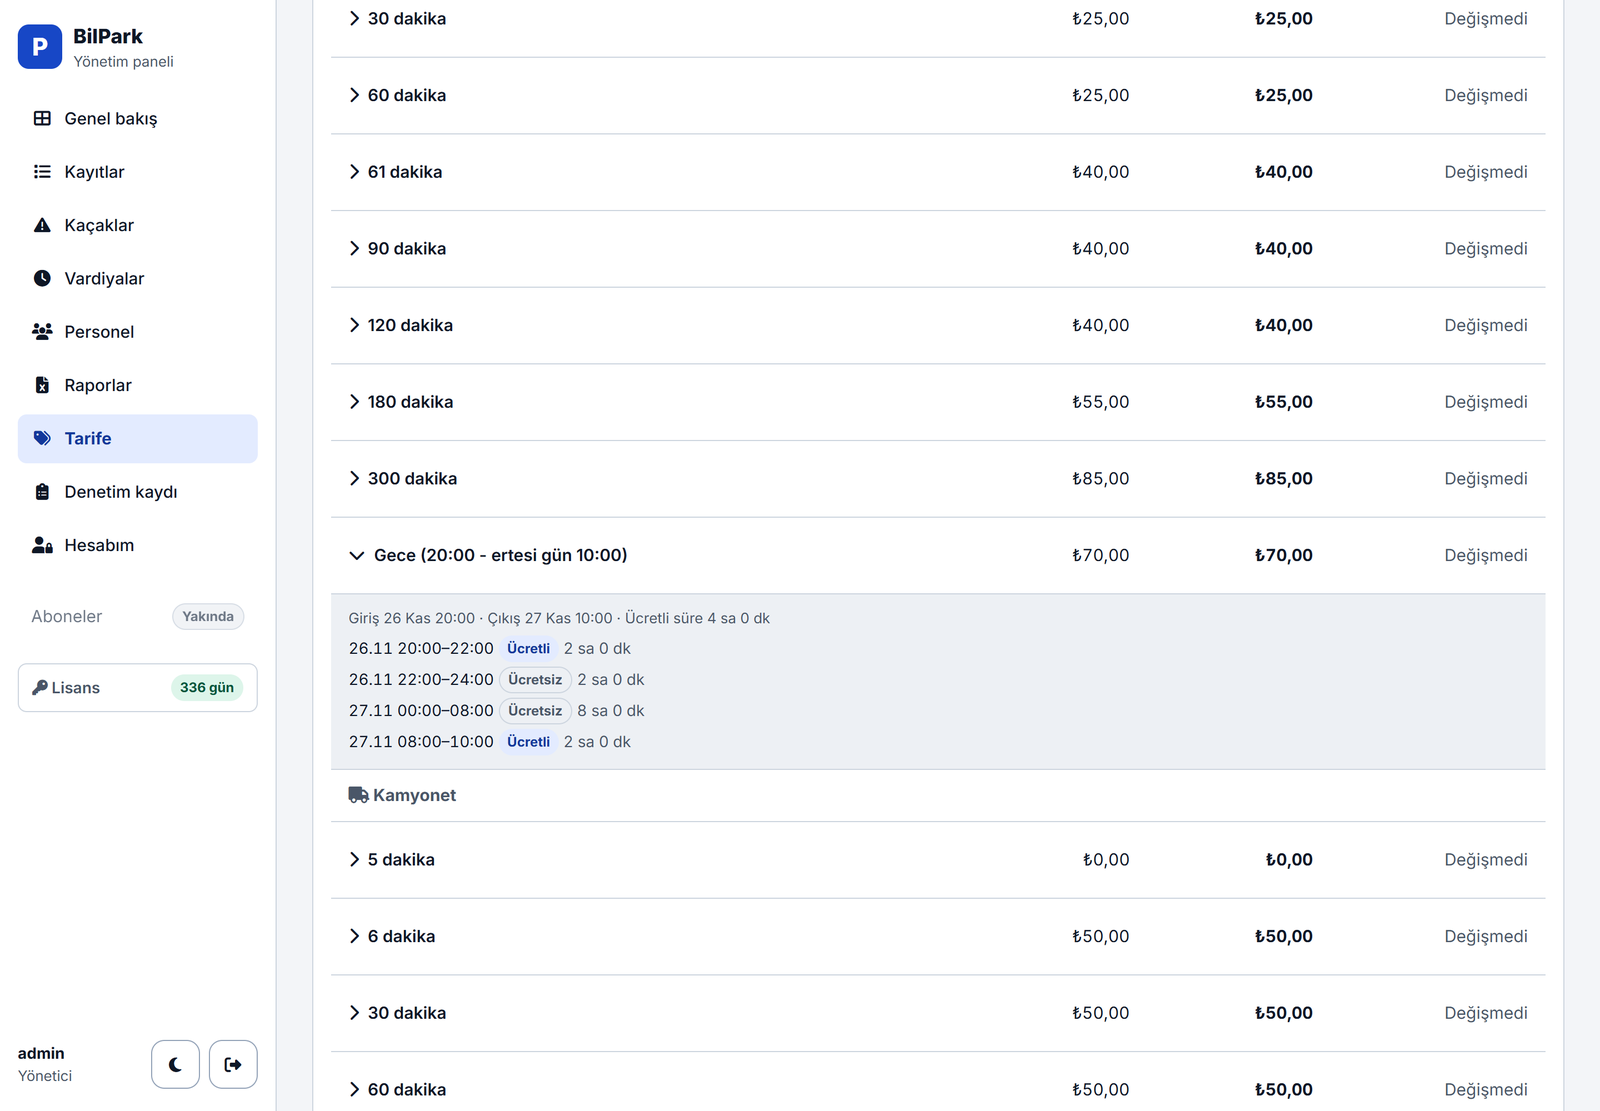 BilPark
Yönetim paneli
Genel bakış
Kayıtlar
Kaçaklar
Vardiyalar
Personel
Raporlar
Tarife
Denetim kaydı
Hesabım
Aboneler Yakında
Lisans 336 gün
admin
Yönetici
30 dakika ₺25,00 ₺25,00 Değişmedi
60 dakika ₺25,00 ₺25,00 Değişmedi
61 dakika ₺40,00 ₺40,00 Değişmedi
90 dakika ₺40,00 ₺40,00 Değişmedi
120 dakika ₺40,00 ₺40,00 Değişmedi
180 dakika ₺55,00 ₺55,00 Değişmedi
300 dakika ₺85,00 ₺85,00 Değişmedi
Gece (20:00 - ertesi gün 10:00) ₺70,00 ₺70,00 Değişmedi
Giriş 26 Kas 20:00 · Çıkış 27 Kas 10:00 · Ücretli süre 4 sa 0 dk
26.11 20:00–22:00 Ücretli 2 sa 0 dk
26.11 22:00–24:00 Ücretsiz 2 sa 0 dk
27.11 00:00–08:00 Ücretsiz 8 sa 0 dk
27.11 08:00–10:00 Ücretli 2 sa 0 dk
Kamyonet
5 dakika ₺0,00 ₺0,00 Değişmedi
6 dakika ₺50,00 ₺50,00 Değişmedi
30 dakika ₺50,00 ₺50,00 Değişmedi
60 dakika ₺50,00 ₺50,00 Değişmedi